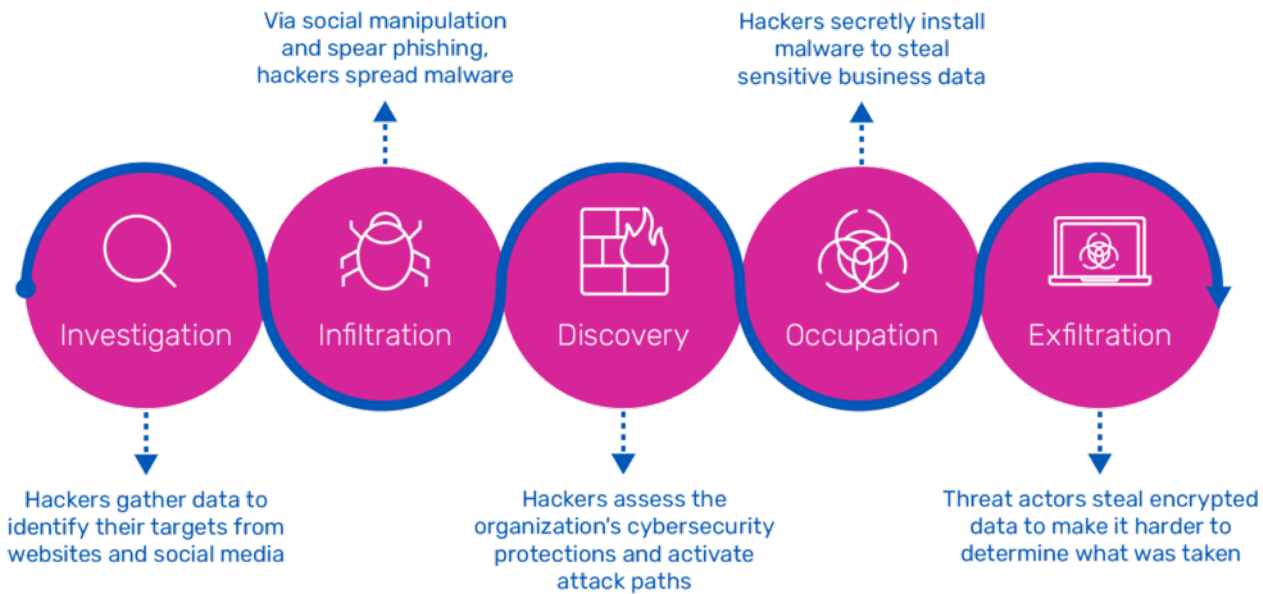 Via social manipulation
and spear phishing,
hackers spread malware
Hackers secretly install
malware to steal
sensitive business data
Investigation
Infiltration
Discovery
Occupation
Exfiltration
Hackers gather data to
identify their targets from
websites and social media
Hackers assess the
organization's cybersecurity
protections and activate
attack paths
Threat actors steal encrypted
data to make it harder to
determine what was taken